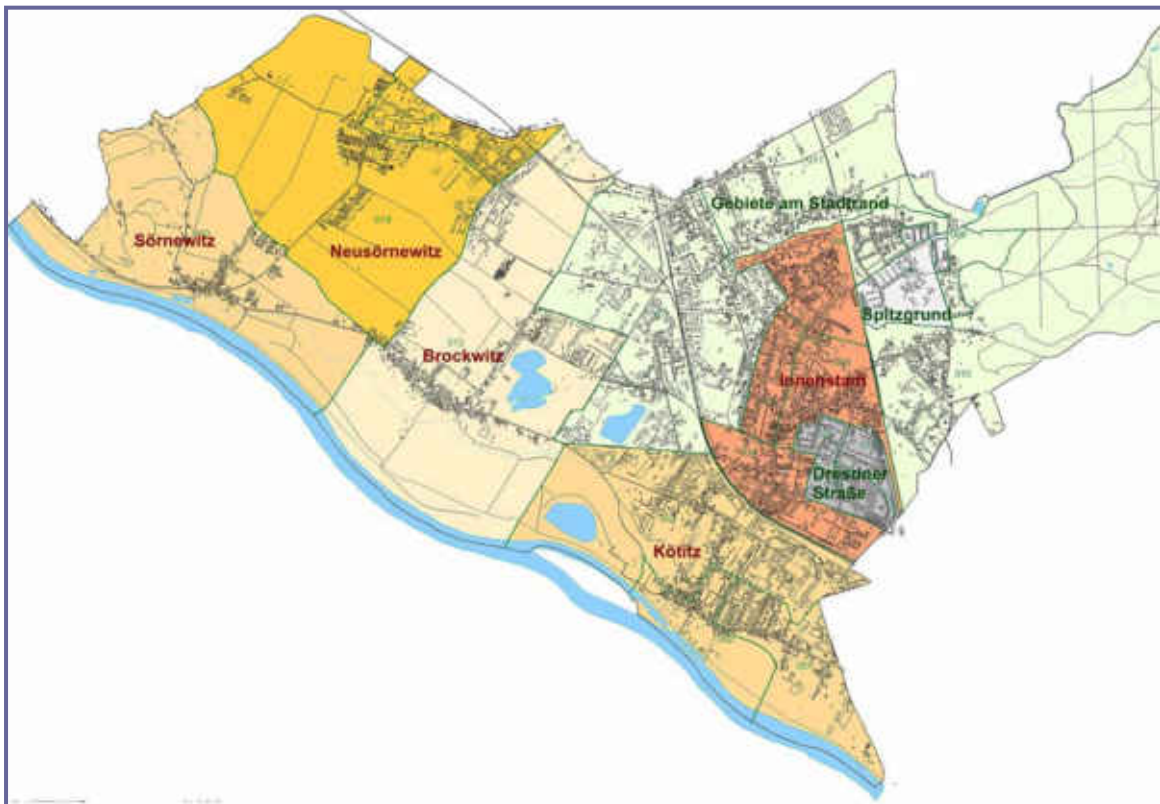 Gebiete am Stadtrand
Sörnewitz
Neusörnewitz
Spitzgrund
Brockwitz
Innenstadt
Dresdner
Straße
Kötitz